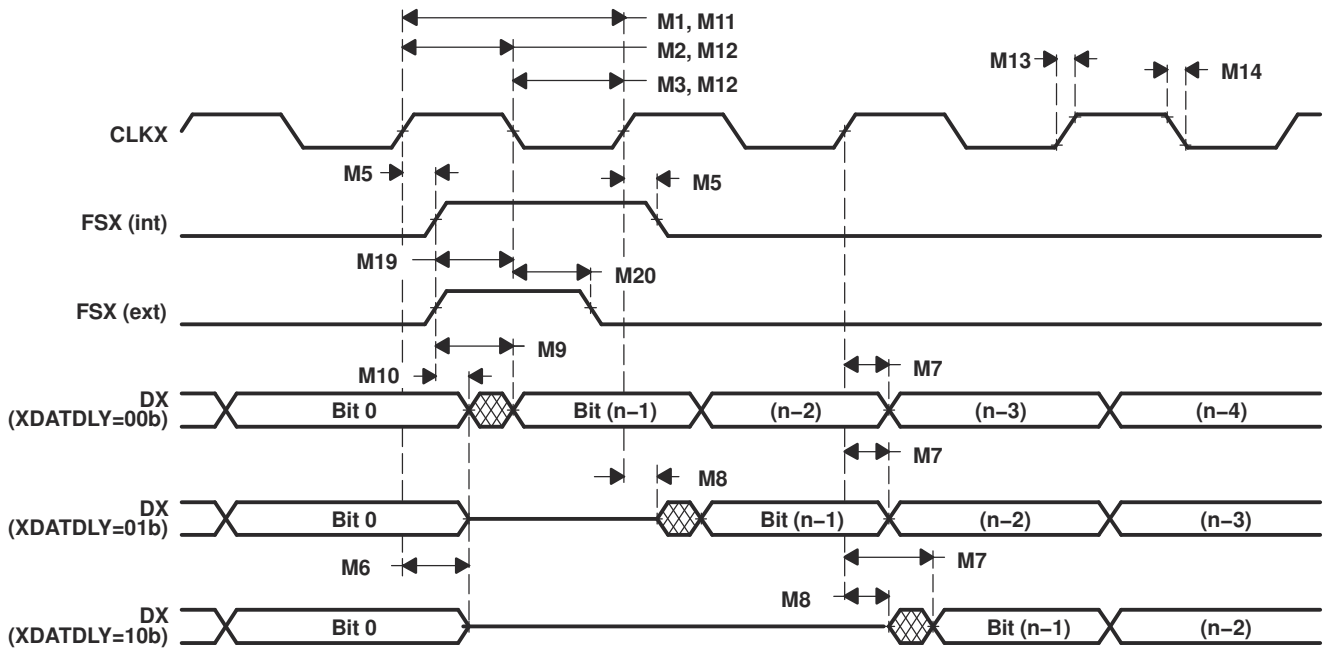 M1, M11
M2, M12
M13
M14
M3, M12
CLKX
M5
M5
FSX (int)
M19
M20
FSX (ext)
M9
M7
M10
DX
(XDATDLY=00b)
Bit 0
Bit (n−1)
(n−2)
(n−3)
(n−4)
M7
M8
DX
(XDATDLY=01b)
Bit 0
Bit (n−1)
(n−2)
(n−3)
M6
M7
M8
DX
(XDATDLY=10b)
Bit 0
Bit (n−1)
(n−2)